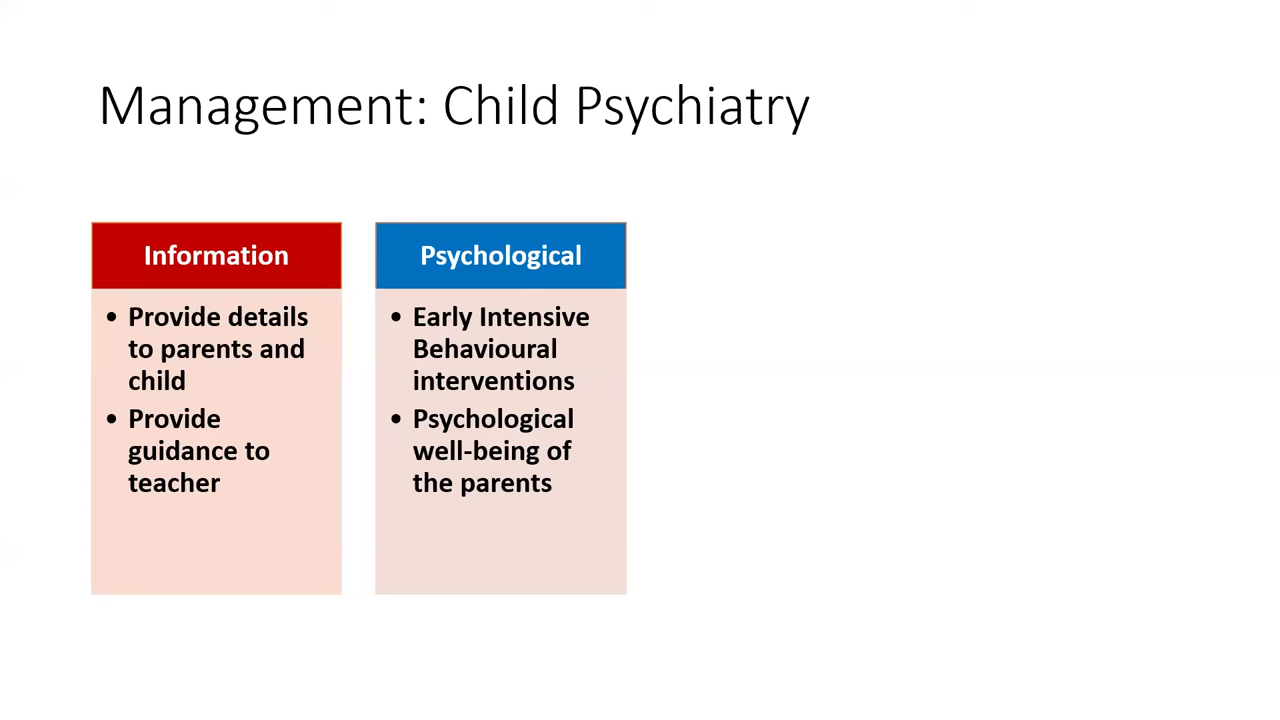 Management: Child Psychiatry
Information
• Provide details
to parents and
child
• Provide
guidance to
teacher
Psychological
• Early Intensive
Behavioural
interventions
• Psychological
well-being of
the parents